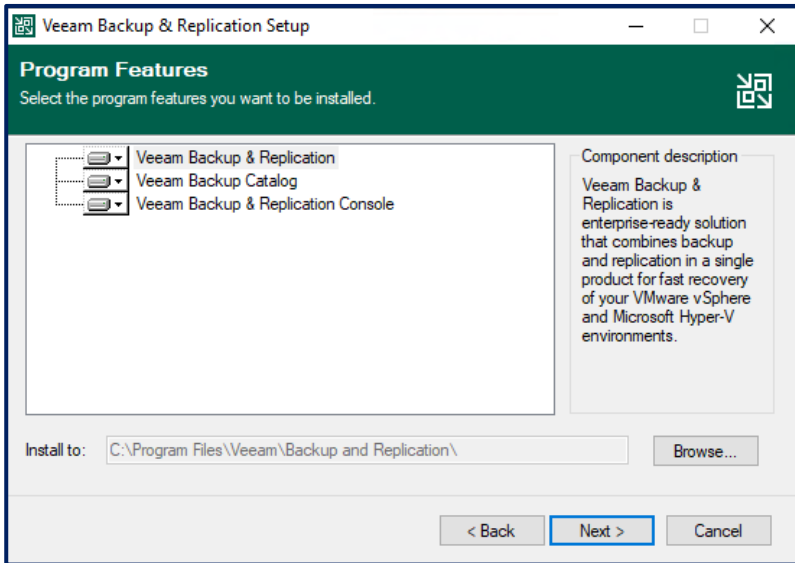 Veeam Backup & Replication Setup
Program Features
Select the program features you want to be installed.
Veeam Backup & Replication
Veeam Backup Catalog
Veeam Backup & Replication Console
Component description
Veeam Backup &
Replication is
enterprise-ready solution
that combines backup
and replication in a single
product for fast recovery
of your VMware vSphere
and Microsoft Hyper-V
environments.
Install to: C:\Program Files\Veeam\Backup and Replication\ Browse...
< Back Next > Cancel